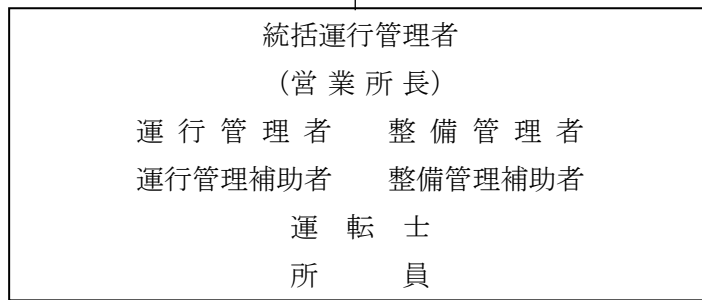 統括運行管理者
（営 業 所 長）
運 行 管 理 者　　整 備 管 理 者
運行管理補助者　　整備管理補助者
運　転　士
所　　　員